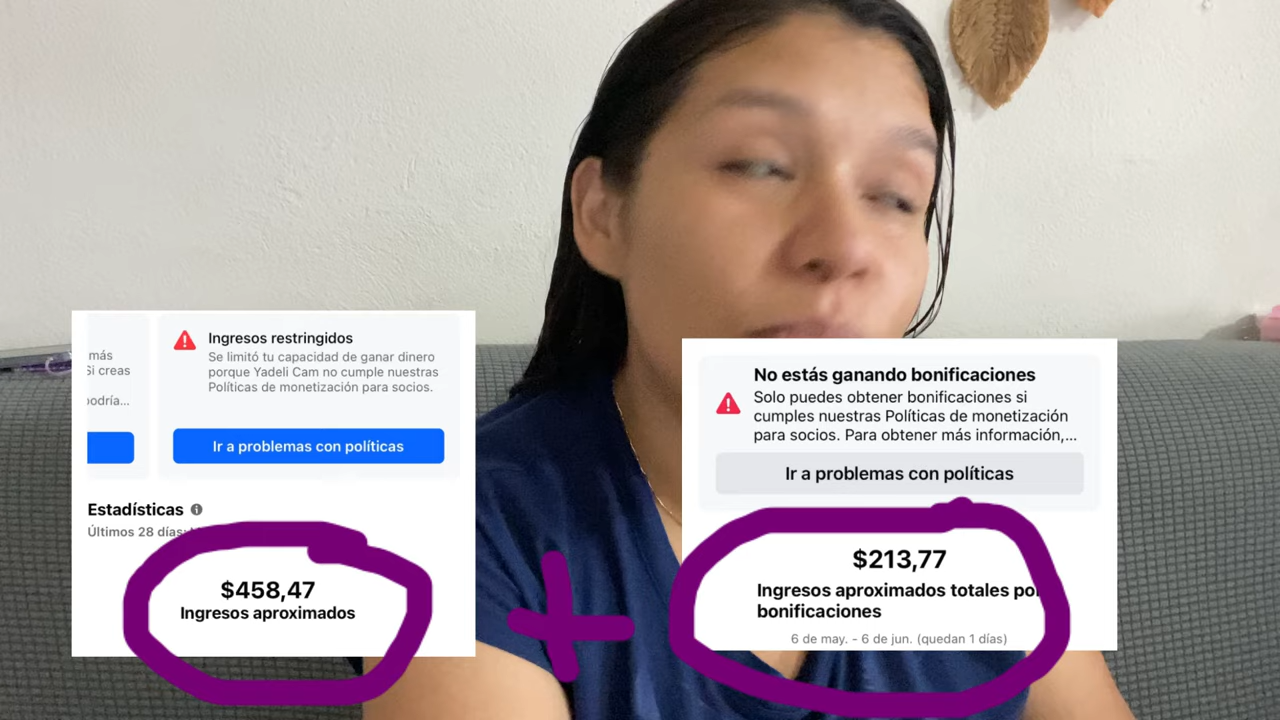 más
Si creas
podría...
Ingresos restringidos
Se limitó tu capacidad de ganar dinero
porque Yadeli Cam no cumple nuestras
Políticas de monetización para socios.
Ir a problemas con políticas
Estadísticas
Últimos 28 días:
$458,47
Ingresos aproximados
+
No estás ganando bonificaciones
Solo puedes obtener bonificaciones si
cumples nuestras Políticas de monetización
para socios. Para obtener más información,...
Ir a problemas con políticas
$213,77
Ingresos aproximados totales por
bonificaciones
6 de may. - 6 de jun. (quedan 1 días)